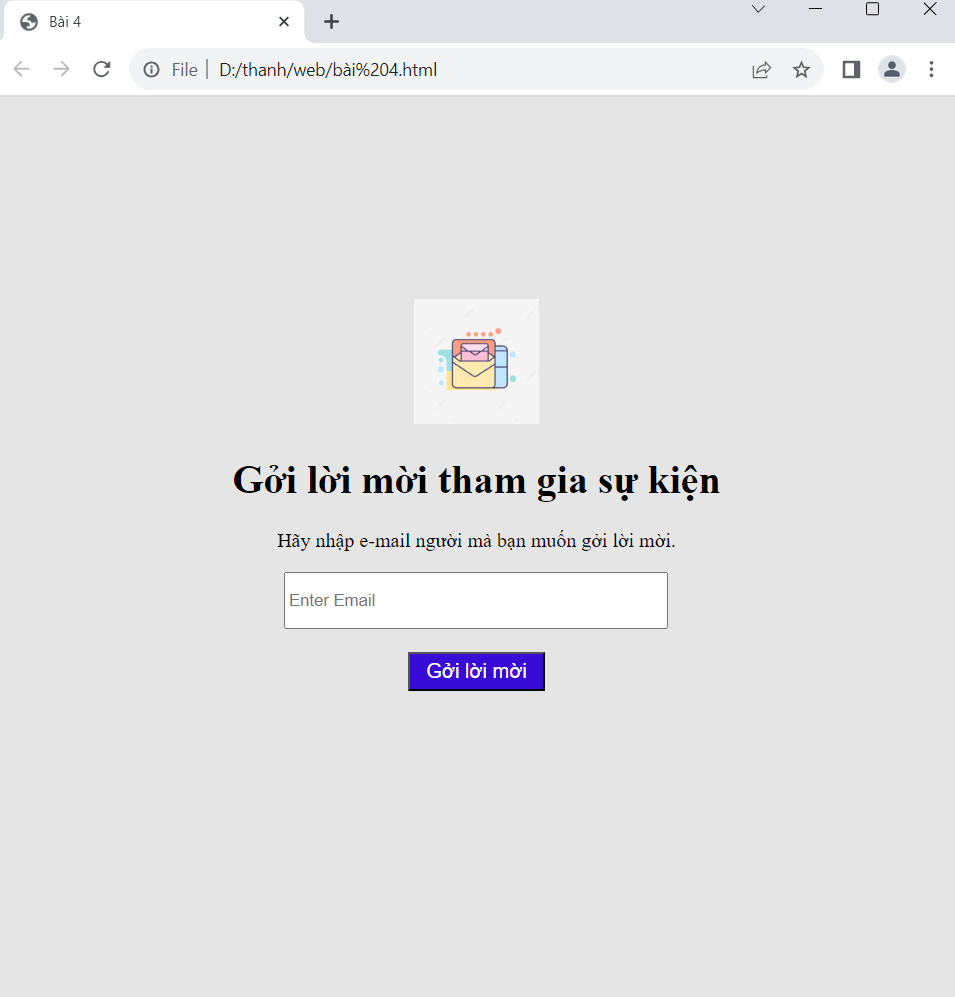 Bài 4
File D:/thanh/web/bài%204.html
Gởi lời mời tham gia sự kiện
Hãy nhập e-mail người mà bạn muốn gởi lời mời.
Enter Email
Gởi lời mời